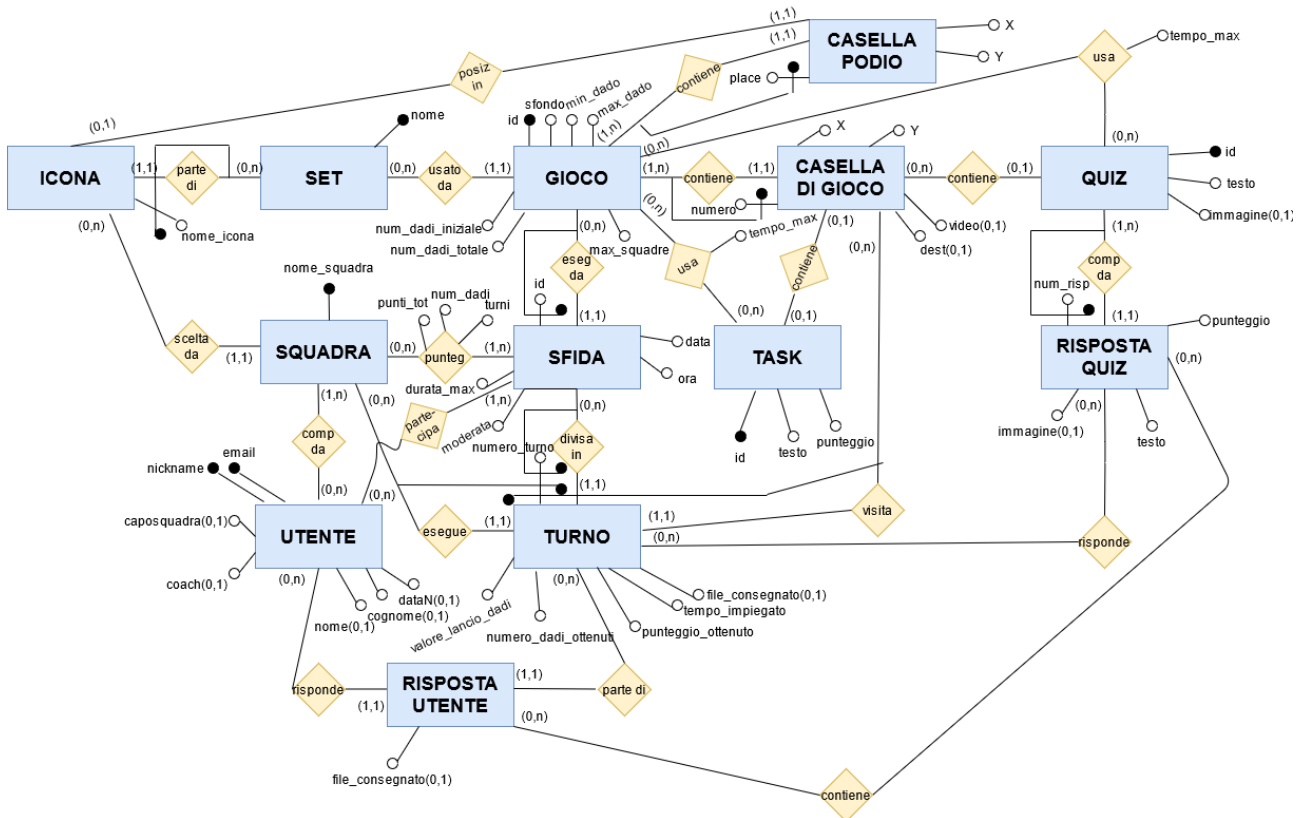 (0,n)
(1,1)
(1,1)
CASELLA
PODIO
X
Y
usa
tempo_max
posiz
in
contiene
place
sfondo
min_dado
max_dado
id
nome
(0,1)
(1,n)
(0,n)
X
Y
(0,n)
ICONA
(1,1)
parte
di
(0,n)
SET
(0,n)
usato
da
(1,1)
GIOCO
(1,n)
contiene
(1,1)
CASELLA
DI GIOCO
(0,n)
contiene
(0,1)
QUIZ
id
testo
immagine(0,1)
(0,n)
nome_icona
num_dadi_iniziale
num_dadi_totale
(0,n)
max_squadre
(0,n)
numero
tempo_max
(0,1)
(0,n)
video(0,1)
dest(0,1)
(1,n)
nome_squadra
eseg
da
usa
contiene
comp
da
num_risp
id
punti_tot
num_dadi
turni
(1,1)
(0,n)
(0,1)
(1,1)
punteggio
scelta
da
(1,1)
SQUADRA
(0,n)
punteg
(1,n)
SFIDA
data
ora
TASK
RISPOSTA
QUIZ
(0,n)
durata_max
(1,n)
(0,n)
parte-
cipa
(1,n)
moderata
(0,n)
numero_turno
id
testo
punteggio
immagine(0,1)
(0,n)
testo
comp
da
divisa
in
nickname
email
(0,n)
(0,n)
(1,1)
caposquadra(0,1)
coach(0,1)
UTENTE
esegue
(1,1)
TURNO
(1,1)
(0,n)
visita
risponde
(0,n)
nome(0,1)
cognome(0,1)
dataN(0,1)
valore_lancio_dadi
numero_dadi_ottenuti
(0,n)
file_consegnato(0,1)
tempo_impiegato
punteggio_ottenuto
risponde
(1,1)
RISPOSTA
UTENTE
(1,1)
parte di
(0,n)
file_consegnato(0,1)
contiene